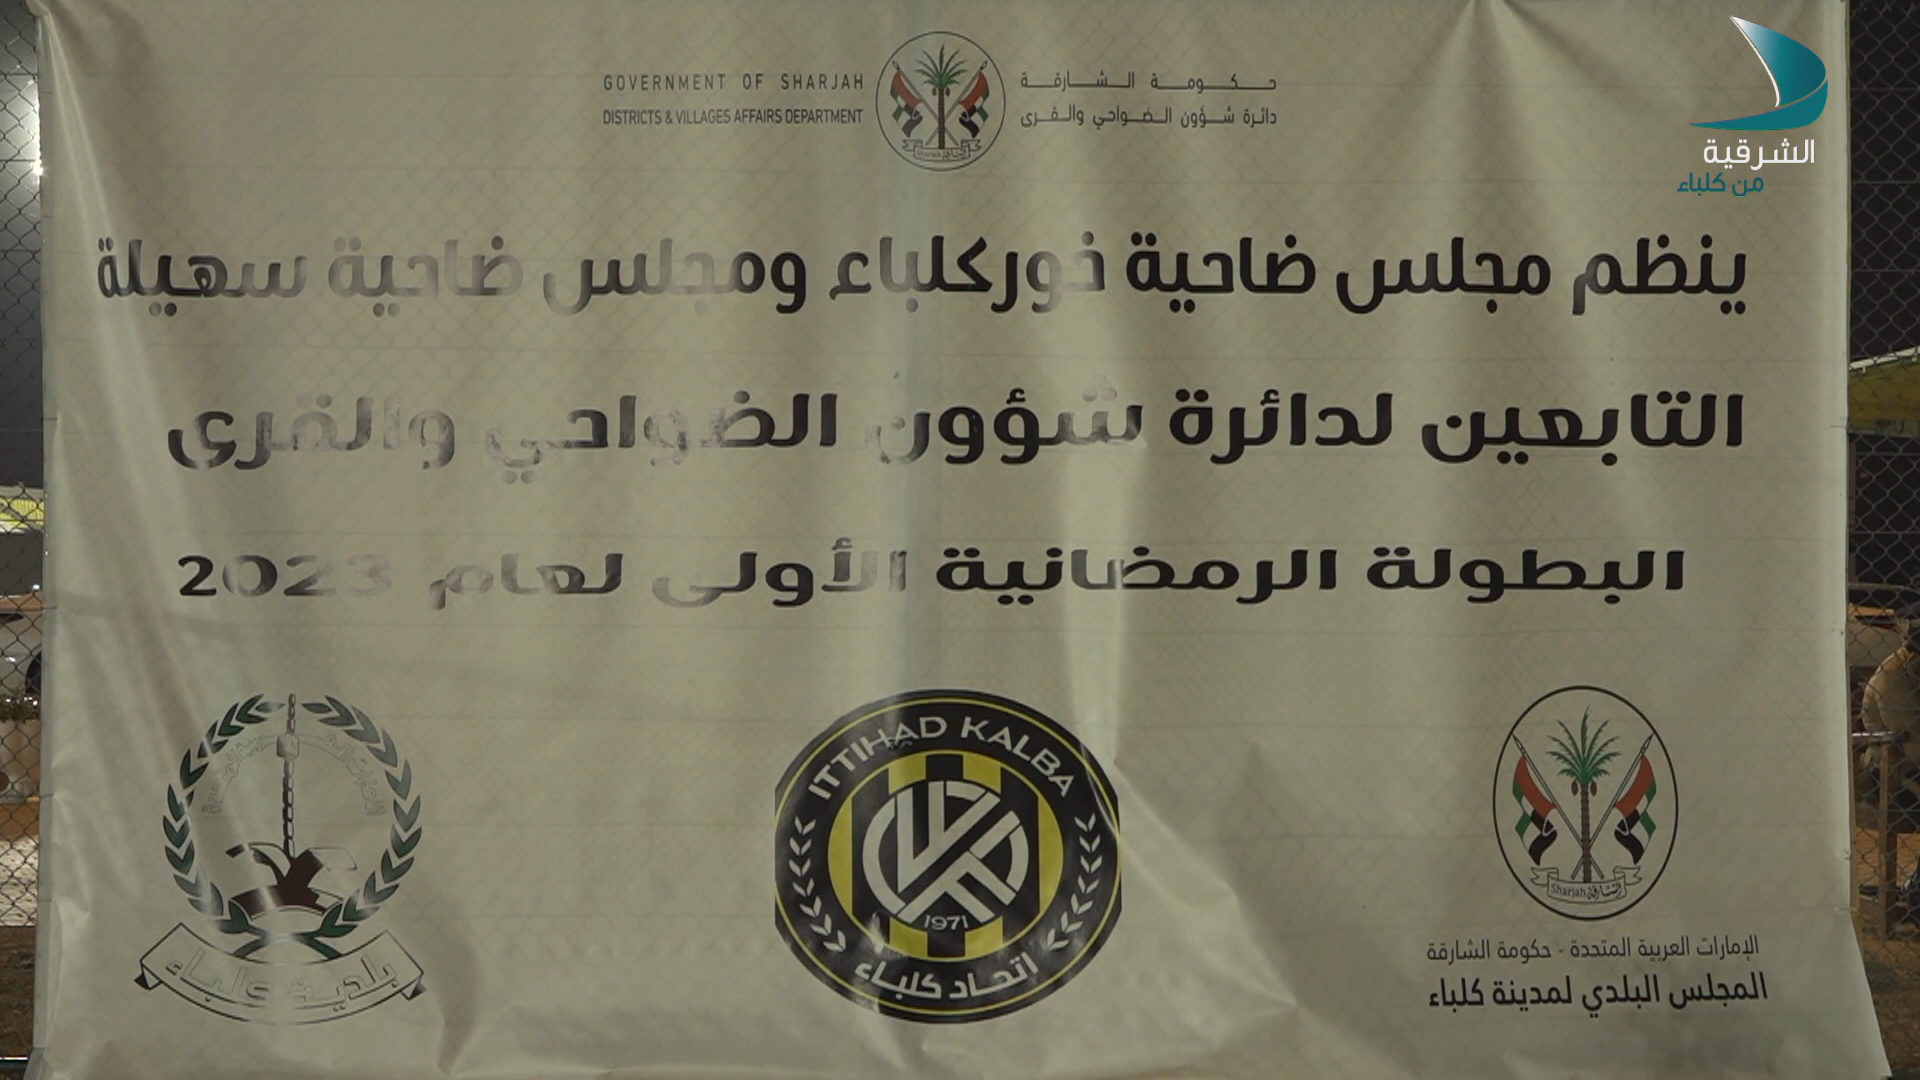 GOVERNMENT OF SHARJAH
DISTRICTS & VILLAGES AFFAIRS DEPARTMENT
حكومة الشارقة
دائرة شؤون الضواحي والقرى
الشرقية
من كلباء
ينظم مجلس ضاحية خوركلباء ومجلس ضاحية سهيلة
التابعين لدائرة شؤون الضواحي والقرى
البطولة الرمضانية الأولى لعام 2023
بلدية كلباء
ITTIHAD KALBA
1971
اتحاد كلباء
Sharjah الشارقة
الإمارات العربية المتحدة - حكومة الشارقة
المجلس البلدي لمدينة كلباء